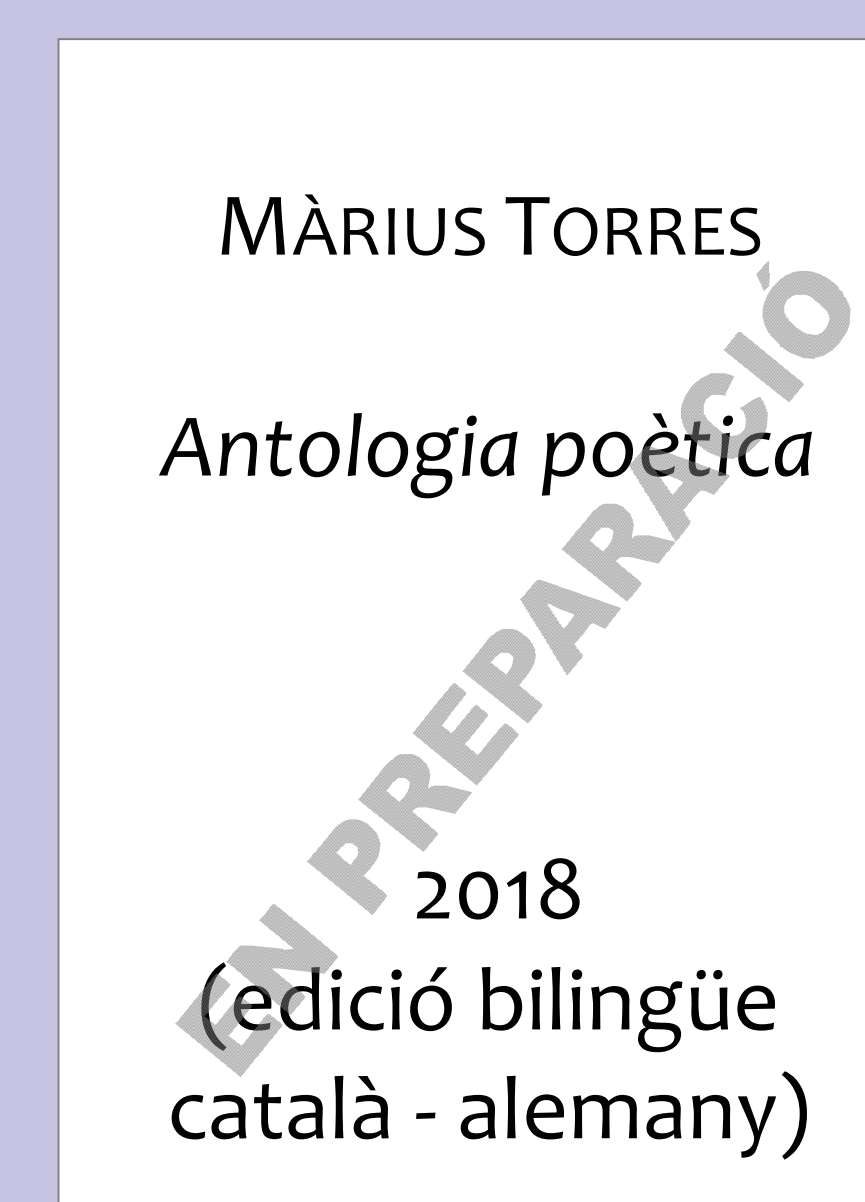 MÀRIUS TORRES
Antologia poètica
EN PREPARACIÓ
2018
(edició bilingüe
català - alemany)